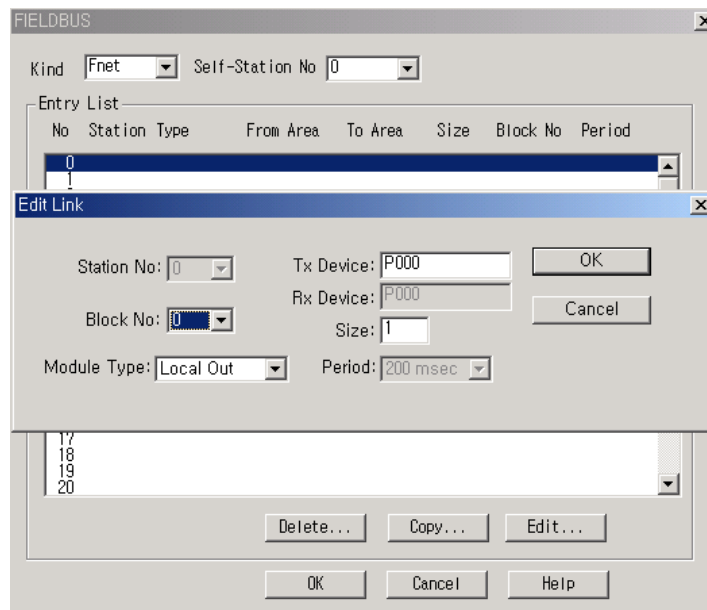 FIELDBUS
Kind Fnet Self-Station No 0
Entry List
No Station Type From Area To Area Size Block No Period
0
1
Edit Link
Station No: 0 Tx Device: P000 OK
Rx Device: P000
Block No: 0 Cancel
Size: 1
Module Type: Local Out Period: 200 msec
17
18
19
20
Delete... Copy... Edit...
OK Cancel Help